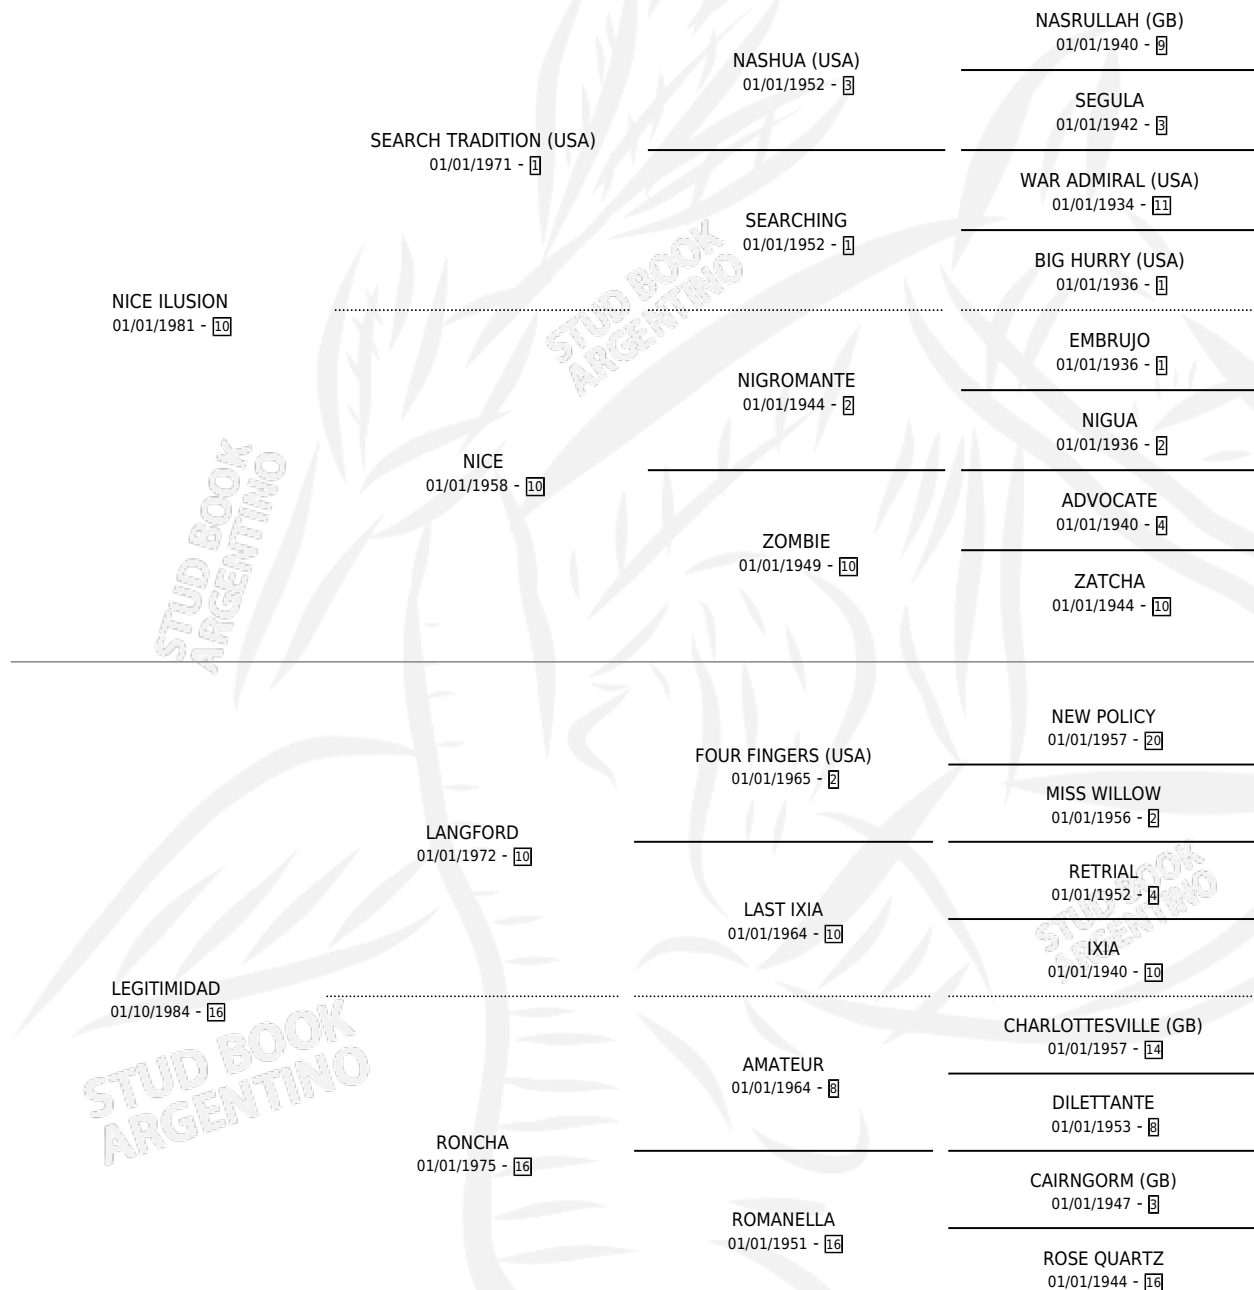 NASRULLAH (GB)
01/01/1940 - 9
NASHUA (USA)
01/01/1952 - 3
SEGULA
01/01/1942 - 3
SEARCH TRADITION (USA)
01/01/1971 - 1
WAR ADMIRAL (USA)
01/01/1934 - 11
SEARCHING
01/01/1952 - 1
BIG HURRY (USA)
01/01/1936 - 1
NICE ILUSION
01/01/1981 - 10
STUD BOOK
ARGENTINO
EMBRUJO
01/01/1936 - 1
NIGROMANTE
01/01/1944 - 2
NIGUA
01/01/1936 - 2
NICE
01/01/1958 - 10
ADVOCATE
01/01/1940 - 4
ZOMBIE
01/01/1949 - 10
ZATCHA
01/01/1944 - 10
STUD BOOK
ARGENTINO
NEW POLICY
01/01/1957 - 20
FOUR FINGERS (USA)
01/01/1965 - 2
MISS WILLOW
01/01/1956 - 2
LANGFORD
01/01/1972 - 10
RETRIAL
01/01/1952 - 4
LAST IXIA
01/01/1964 - 10
IXIA
01/01/1940 - 10
STUD BOOK
ARGENTINO
LEGITIMIDAD
01/10/1984 - 16
CHARLOTTESVILLE (GB)
01/01/1957 - 14
AMATEUR
01/01/1964 - 8
DILETTANTE
01/01/1953 - 8
STUD BOOK
ARGENTINO
RONCHA
01/01/1975 - 16
CAIRNGORM (GB)
01/01/1947 - 3
ROMANELLA
01/01/1951 - 16
ROSE QUARTZ
01/01/1944 - 16